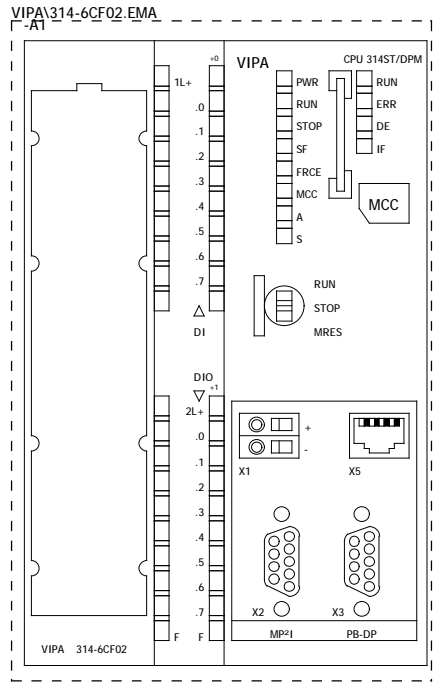 VIPA\314-6CF02.EMA
-A1
+0
VIPA CPU 314ST/DPM
1L+ PWR RUN
.0 RUN ERR
.1 STOP DE
.2 SF IF
.3 FRCE
.4 MCC MCC
A
.5 S
.6
.7 RUN
STOP
DI MRES
DIO
+1
2L+
.0 +
.1 -
X1 X5
.2
.3
.4
.5
.6
.7 X2 X3
F F MP²I PB-DP
VIPA 314-6CF02